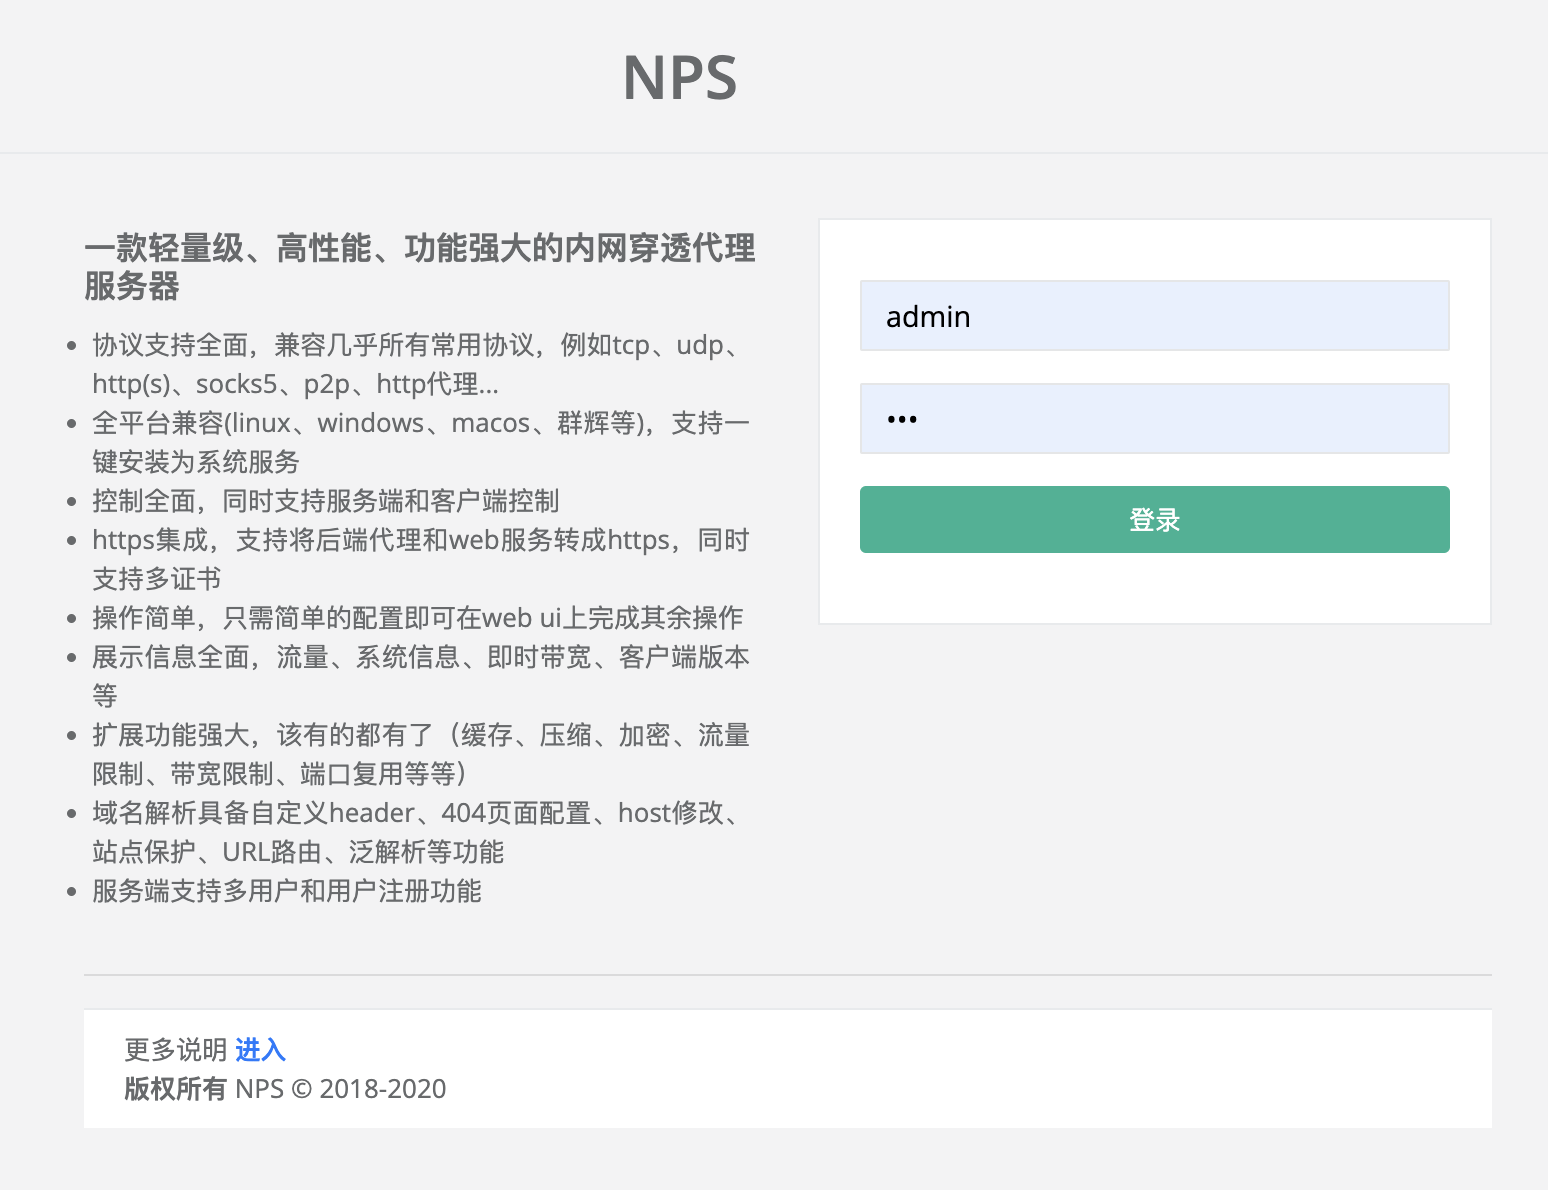 NPS
一款轻量级、高性能、功能强大的内网穿透代理
服务器
协议支持全面，兼容几乎所有常用协议，例如tcp、udp、
http(s)、socks5、p2p、http代理...
全平台兼容(linux、windows、macos、群辉等)，支持一
键安装为系统服务
控制全面，同时支持服务端和客户端控制
https集成，支持将后端代理和web服务转成https，同时
支持多证书
操作简单，只需简单的配置即可在web ui上完成其余操作
展示信息全面，流量、系统信息、即时带宽、客户端版本
等
扩展功能强大，该有的都有了（缓存、压缩、加密、流量
限制、带宽限制、端口复用等等）
域名解析具备自定义header、404页面配置、host修改、
站点保护、URL路由、泛解析等功能
服务端支持多用户和用户注册功能
admin
•••
登录
更多说明 进入
版权所有 NPS © 2018-2020